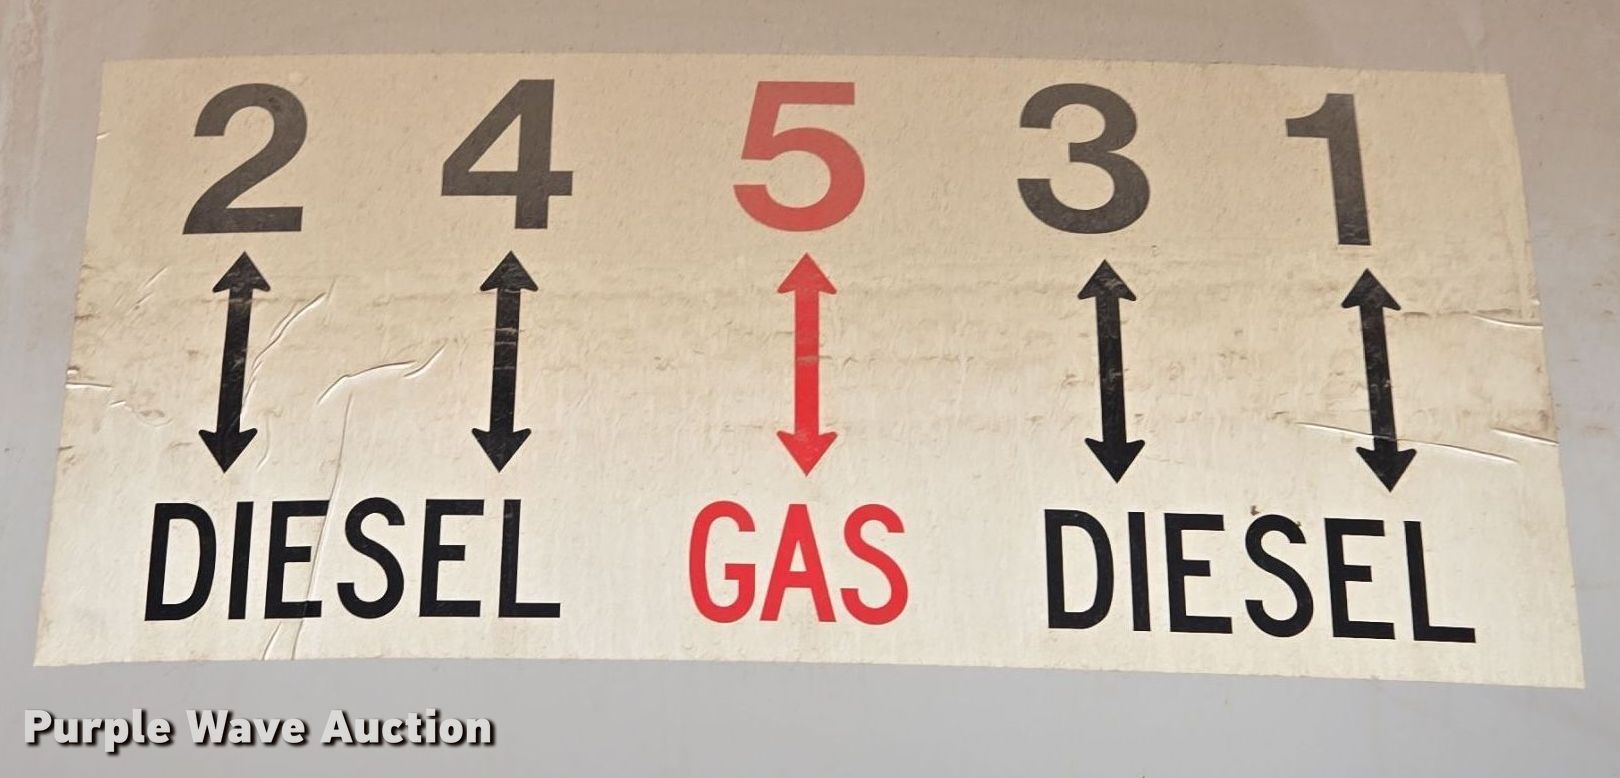 2 4 5 3 1
DIESEL GAS DIESEL
Purple Wave Auction